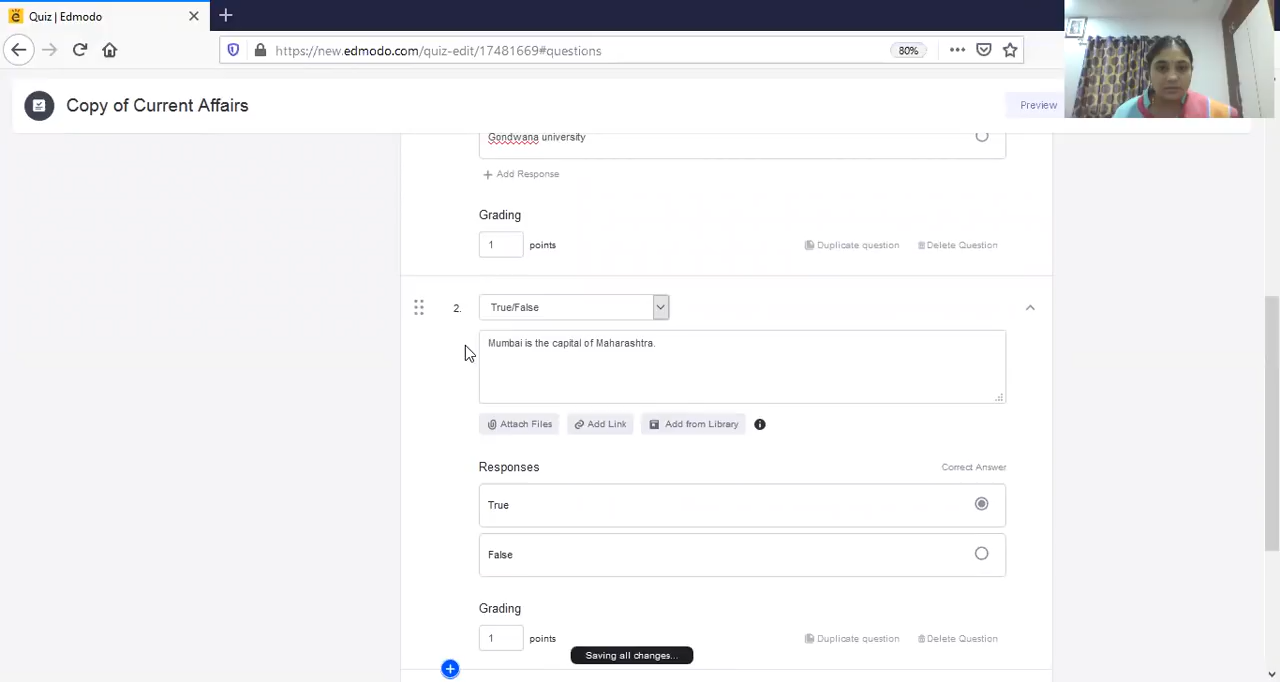 Quiz | Edmodo
https://new.edmodo.com/quiz-edit/17481669#questions
80%
Copy of Current Affairs
Preview
Gondwana university
Add Response
Grading
1 points
Duplicate question
Delete Question
2.
True/False
Mumbai is the capital of Maharashtra.
Attach Files
Add Link
Add from Library
Responses
Correct Answer
True
False
Grading
1 points
Duplicate question
Delete Question
Saving all changes...